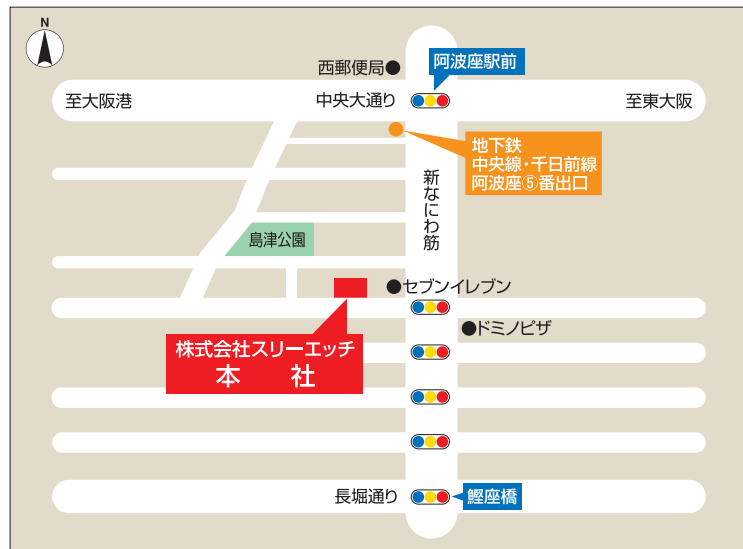 N
西郵便局
阿波座駅前
至大阪港
中央大通り
至東大阪
地下鉄
中央線・千日前線
阿波座⑤番出口
新なにわ筋
島津公園
セブンイレブン
ドミノピザ
株式会社スリーエッチ
本　社
長堀通り
鰹座橋